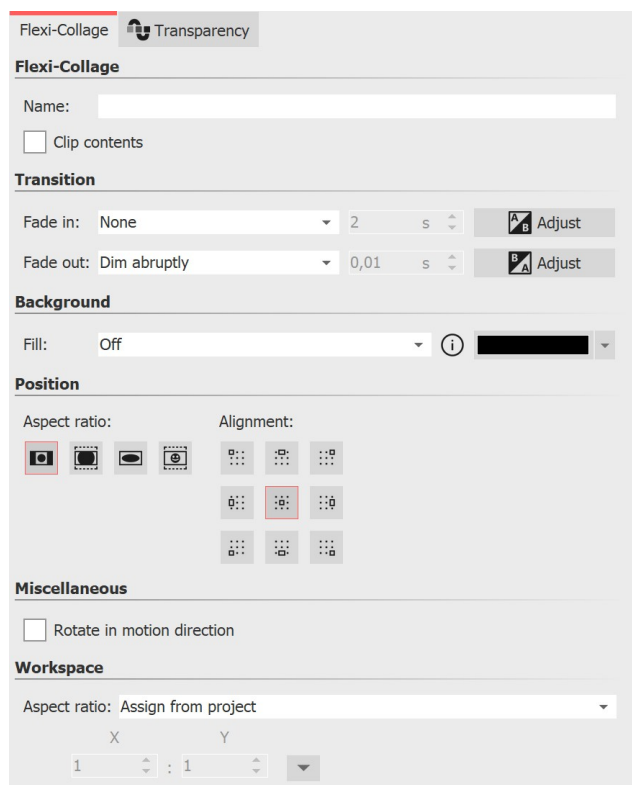 Flexi-Collage Transparency
Flexi-Collage
Name:
Clip contents
Transition
Fade in: None 2 s A B Adjust
Fade out: Dim abruptly 0,01 s B A Adjust
Background
Fill: Off i
Position
Aspect ratio: Alignment:
Miscellaneous
Rotate in motion direction
Workspace
Aspect ratio: Assign from project
X Y
1 : 1